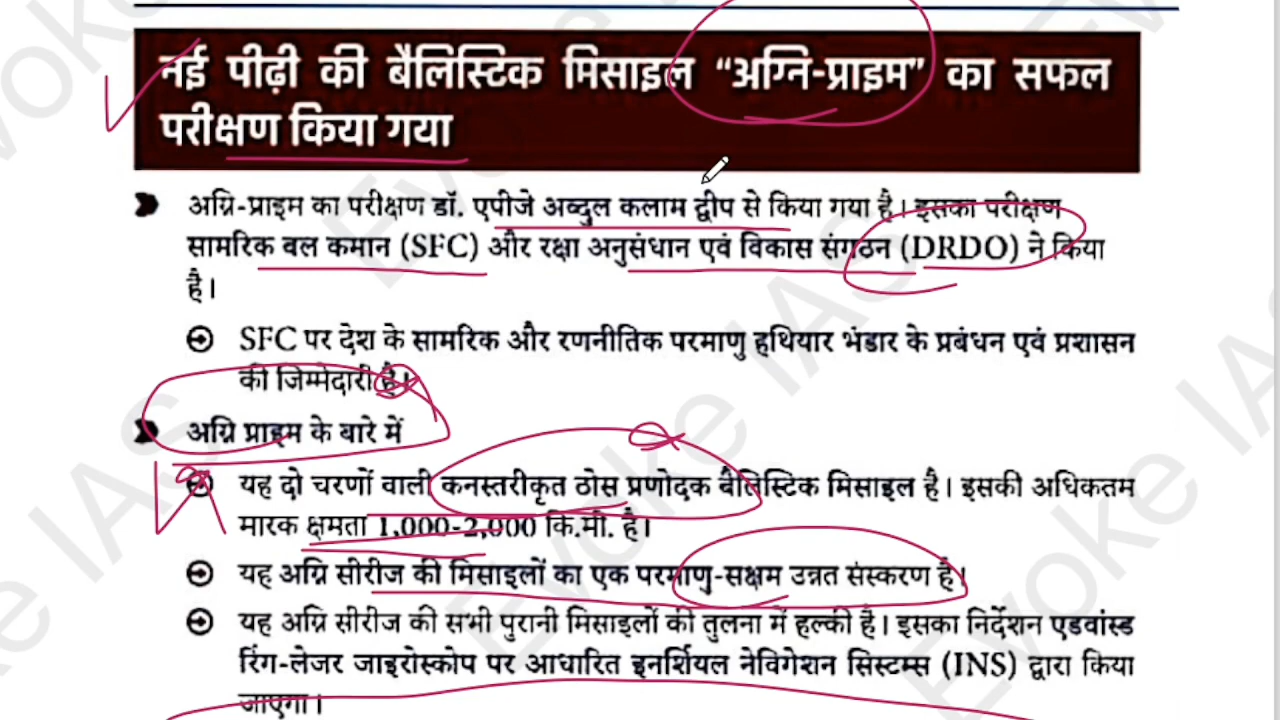 नई पीढ़ी की बैलिस्टिक मिसाइल “अग्नि-प्राइम” का सफल
परीक्षण किया गया
अग्नि-प्राइम का परीक्षण डॉ. एपीजे अब्दुल कलाम द्वीप से किया गया है। इसका परीक्षण
सामरिक बल कमान (SFC) और रक्षा अनुसंधान एवं विकास संगठन (DRDO) ने किया
है।
SFC पर देश के सामरिक और रणनीतिक परमाणु हथियार भंडार के प्रबंधन एवं प्रशासन
की जिम्मेदारी है।
अग्नि प्राइम के बारे में
यह दो चरणों वाली कनस्तरीकृत ठोस प्रणोदक बैलिस्टिक मिसाइल है। इसकी अधिकतम
मारक क्षमता 1,000-2,000 कि.मी. है।
यह अग्नि सीरीज की मिसाइलों का एक परमाणु-सक्षम उन्नत संस्करण है।
यह अग्नि सीरीज की सभी पुरानी मिसाइलों की तुलना में हल्की है। इसका निर्देशन एडवांस्ड
रिंग-लेजर जाइरोस्कोप पर आधारित इनर्शियल नेविगेशन सिस्टम्स (INS) द्वारा किया
जाएगा।
Evoke IAS